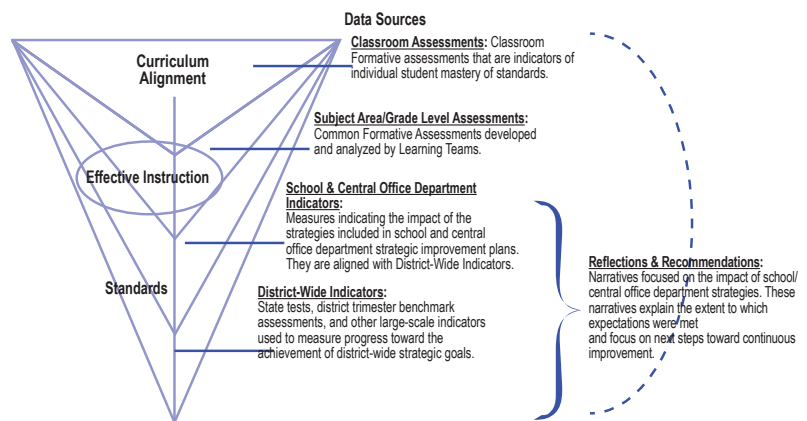 Data Sources
Classroom Assessments: Classroom
Formative assessments that are indicators of
individual student mastery of standards.
Curriculum
Alignment
Subject Area/Grade Level Assessments:
Common Formative Assessments developed
and analyzed by Learning Teams.
Effective Instruction
School & Central Office Department
Indicators:
Measures indicating the impact of the
strategies included in school and central
office department strategic improvement plans.
They are aligned with District-Wide Indicators.
Standards
District-Wide Indicators:
State tests, district trimester benchmark
assessments, and other large-scale indicators
used to measure progress toward the
achievement of district-wide strategic goals.
Reflections & Recommendations:
Narratives focused on the impact of school/
central office department strategies. These
narratives explain the extent to which
expectations were met
and focus on next steps toward continuous
improvement.